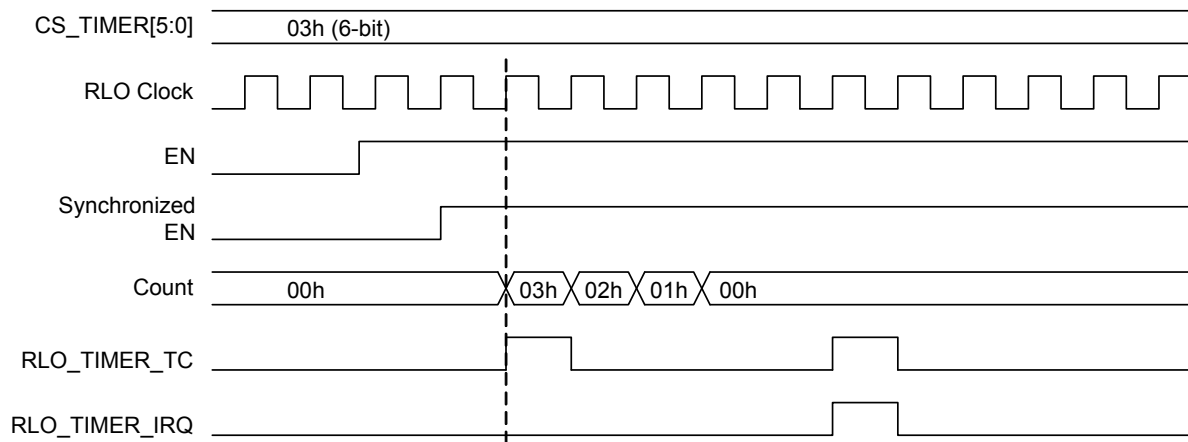 CS_TIMER[5:0]
03h (6-bit)
RLO Clock
EN
Synchronized
EN
Count
00h
03h
02h
01h
00h
RLO_TIMER_TC
RLO_TIMER_IRQ